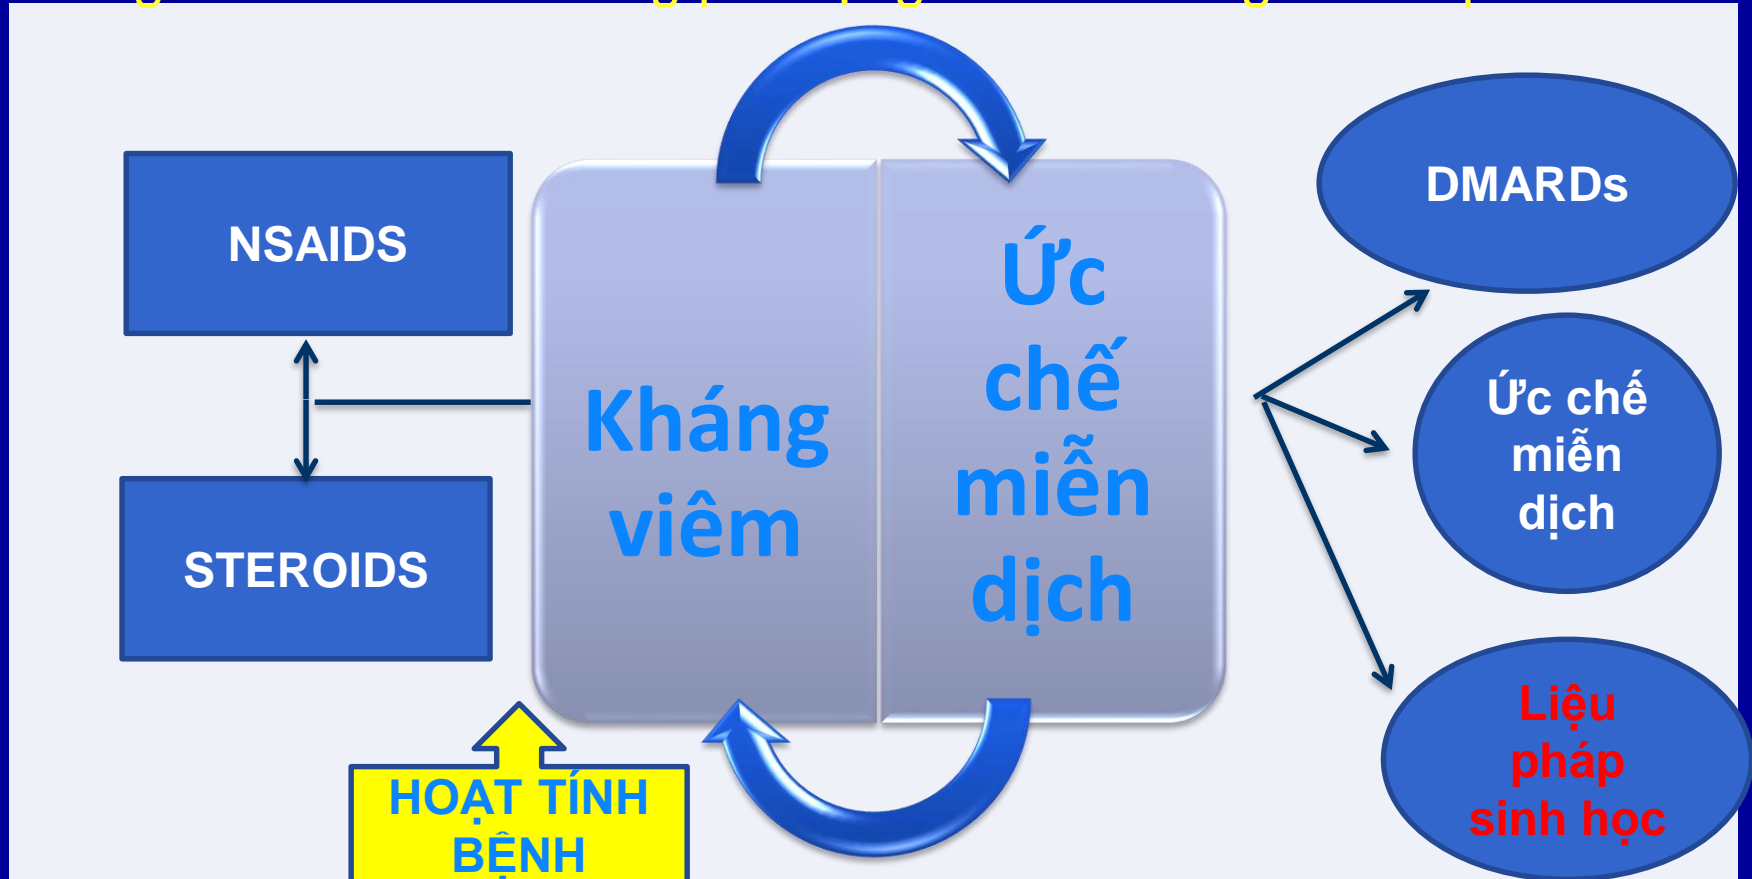 NSAIDS
STEROIDS
Kháng
viêm
Ức
chế
miễn
dịch
DMARDs
Ức chế
miễn
dịch
Liệu
pháp
sinh học
HOẠT TÍNH
BỆNH